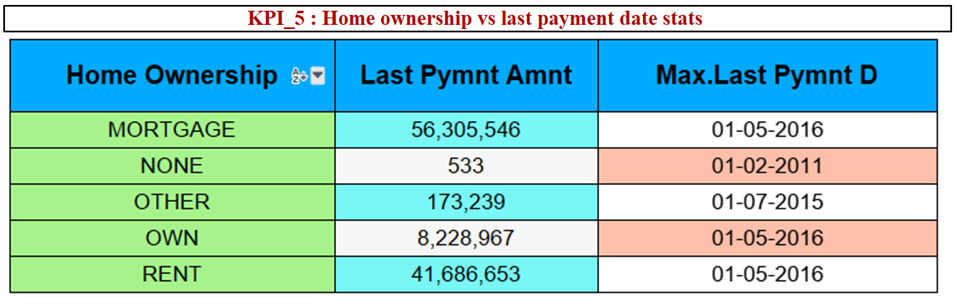 KPI_5 : Home ownership vs last payment date stats
Home Ownership Last Pymnt Amnt Max.Last Pymnt D
MORTGAGE 56,305,546 01-05-2016
NONE 533 01-02-2011
OTHER 173,239 01-07-2015
OWN 8,228,967 01-05-2016
RENT 41,686,653 01-05-2016